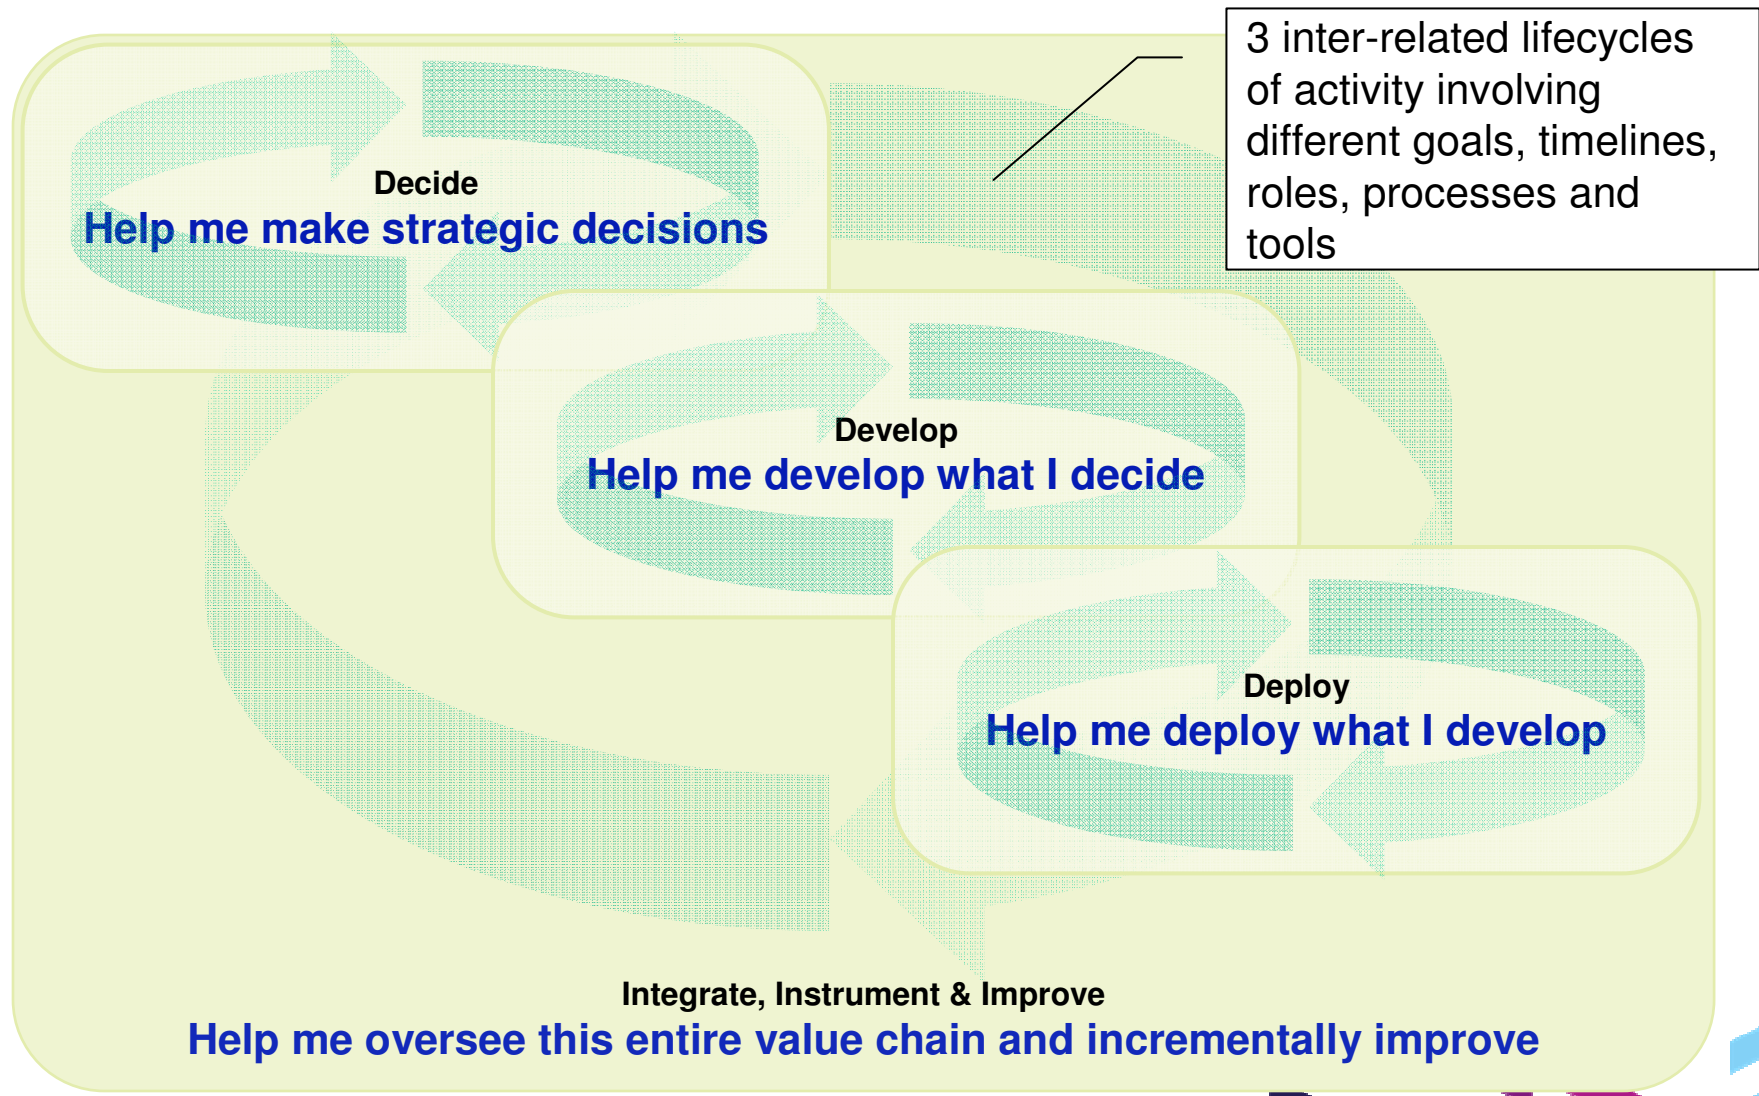 3 inter-related lifecycles
of activity involving
different goals, timelines,
roles, processes and
tools
Decide
Help me make strategic decisions
Develop
Help me develop what I decide
Deploy
Help me deploy what I develop
Integrate, Instrument & Improve
Help me oversee this entire value chain and incrementally improve